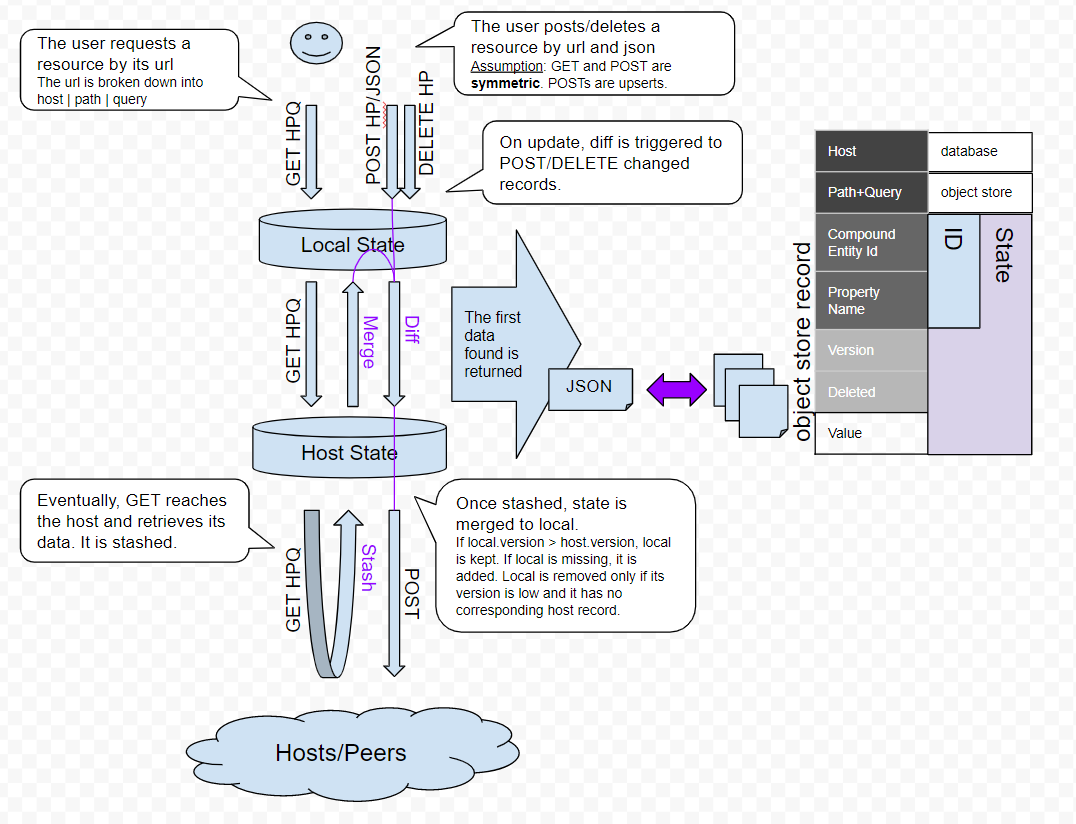 The user requests a
resource by its url
The url is broken down into
host | path | query
The user posts/deletes a
resource by url and json
Assumption: GET and POST are
symmetric. POSTs are upserts.
GET HPQ
POST HP/JSON
DELETE HP
On update, diff is triggered to
POST/DELETE changed
records.
Local State
GET HPQ
Merge
Diff
The first
data
found is
returned
JSON
object store record
Host
database
Path+Query
object store
Compound
Entity Id
Property
Name
Version
Deleted
Value
ID
State
Host State
Eventually, GET reaches
the host and retrieves its
data. It is stashed.
GET HPQ
Stash
POST
Once stashed, state is
merged to local.
If local.version > host.version, local
is kept. If local is missing, it is
added. Local is removed only if its
version is low and it has no
corresponding host record.
Hosts/Peers